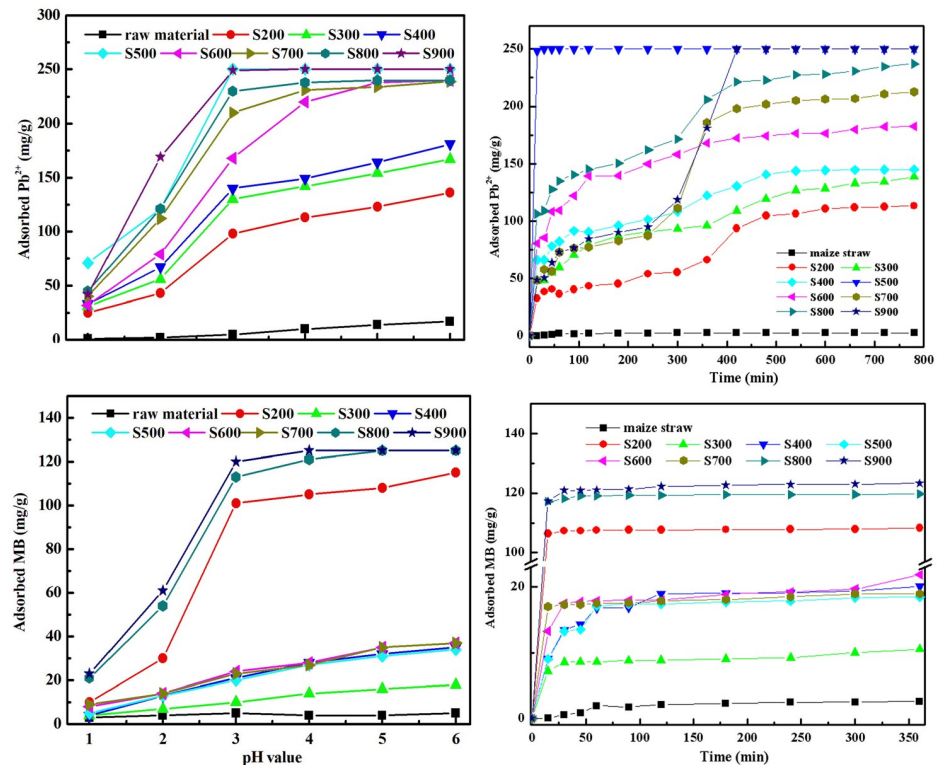 300
250
200
150
100
50
0
Adsorbed Pb²⁺ (mg/g)
raw material S200 S300 S400
S500 S600 S700 S800 S900
250
200
150
100
50
0
Adsorbed Pb²⁺ (mg/g)
maize straw
S200 S300
S400 S500
S600 S700
S800 S900
0 100 200 300 400 500 600 700 800
Time (min)
140
120
100
80
60
40
20
0
Adsorbed MB (mg/g)
raw material S200 S300 S400
S500 S600 S700 S800 S900
1 2 3 4 5 6
pH value
140
120
100
20
0
Adsorbed MB (mg/g)
maize straw
S200 S300 S400 S500
S600 S700 S800 S900
0 50 100 150 200 250 300 350
Time (min)